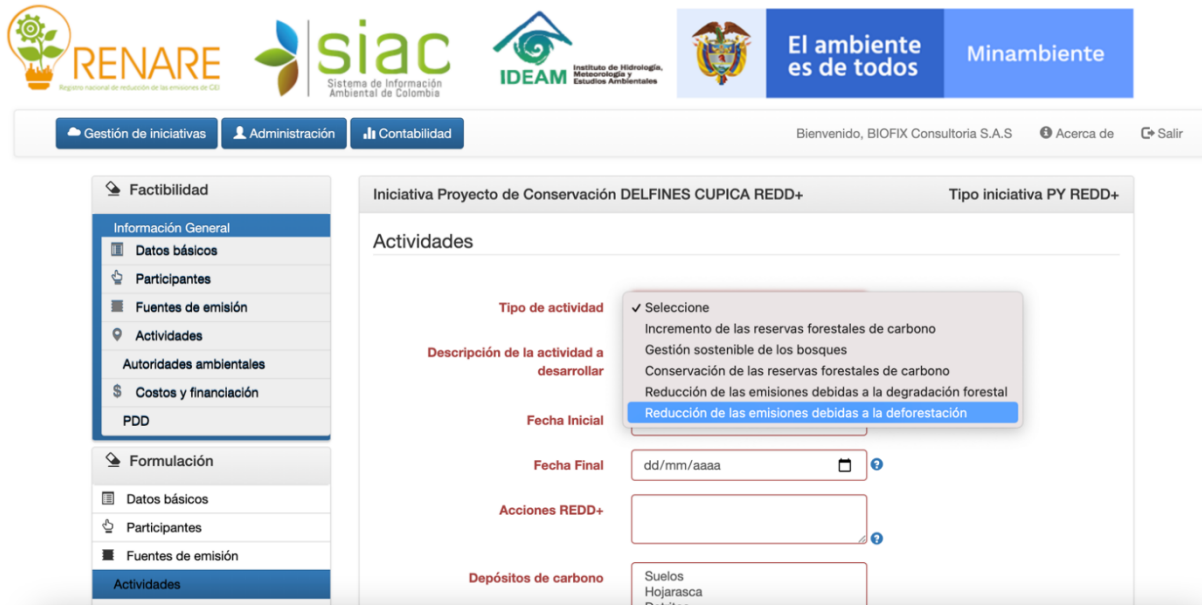 RENARE
Registro nacional de reducción de las emisiones de GEI
siac
Sistema de Información
Ambiental de Colombia
IDEAM
Instituto de Hidrología,
Meteorología y
Estudios Ambientales
El ambiente
es de todos
Minambiente
Gestión de iniciativas
Administración
Contabilidad
Bienvenido, BIOFIX Consultoria S.A.S
Acerca de
Salir
Factibilidad
Información General
Datos básicos
Participantes
Fuentes de emisión
Actividades
Autoridades ambientales
$ Costos y financiación
PDD
Formulación
Datos básicos
Participantes
Fuentes de emisión
Actividades
Iniciativa Proyecto de Conservación DELFINES CUPICA REDD+
Tipo iniciativa PY REDD+
Actividades
Tipo de actividad
✓ Seleccione
Incremento de las reservas forestales de carbono
Gestión sostenible de los bosques
Conservación de las reservas forestales de carbono
Reducción de las emisiones debidas a la degradación forestal
Reducción de las emisiones debidas a la deforestación
Descripción de la actividad a
desarrollar
Fecha Inicial
Fecha Final
dd/mm/aaaa
Acciones REDD+
Depósitos de carbono
Suelos
Hojarasca